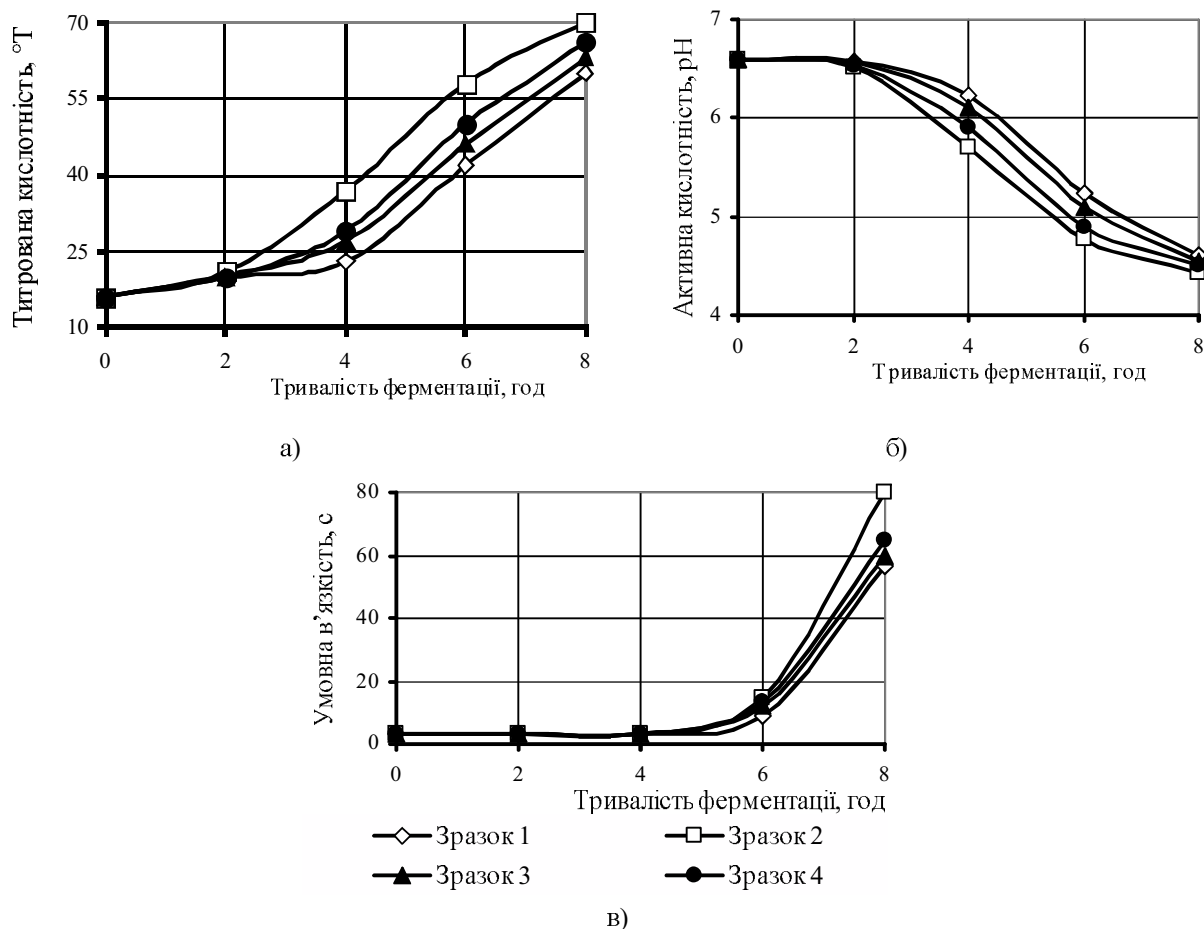 Титрована кислотність, °Т
70
55
40
25
10
0 2 4 6 8
Тривалість ферментації, год
а)
Активна кислотність, рН
7
6
5
4
0 2 4 6 8
Тривалість ферментації, год
б)
Умовна в’язкість, с
80
60
40
20
0
0 2 4 6 8
Тривалість ферментації, год
Зразок 1 Зразок 2
Зразок 3 Зразок 4
в)